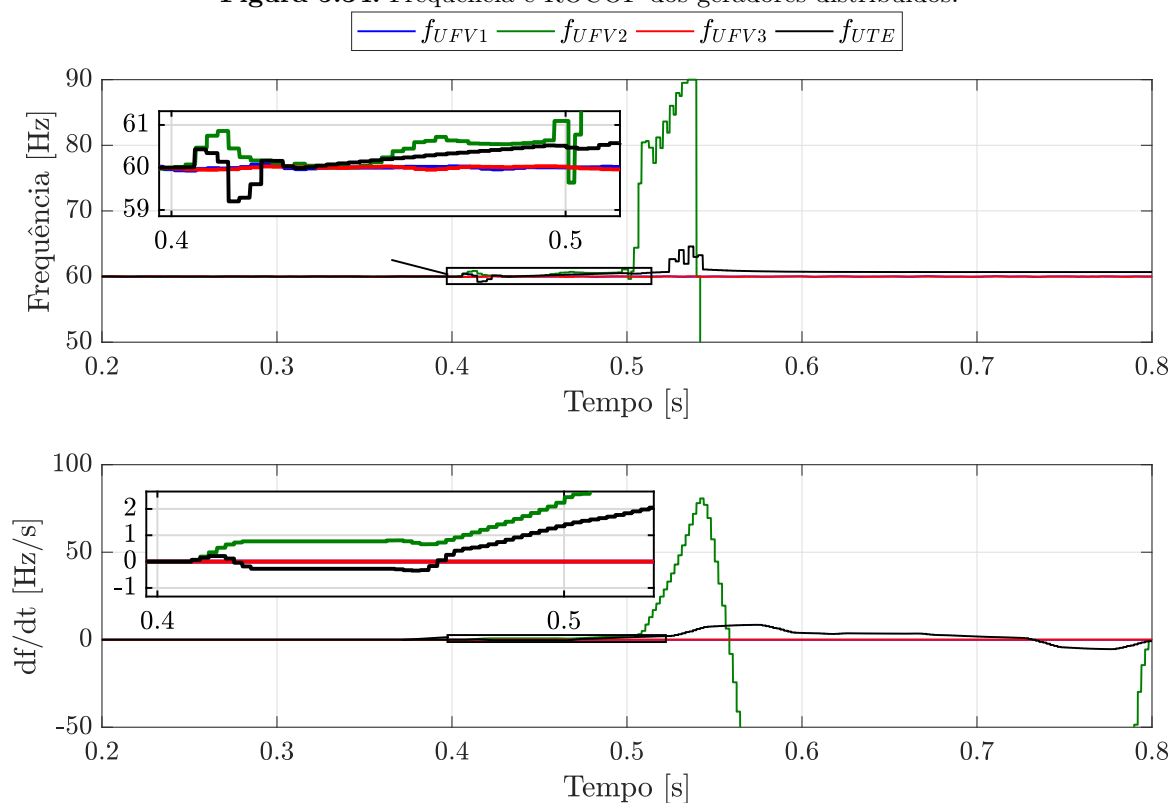 Figura 5.34: Frequência e ROCOF dos geradores distribuídos.
f_UFV1 f_UFV2 f_UFV3 f_UTE
90
80
70
60
50
Frequência [Hz]
61
60
59
0.4 0.5
0.2 0.3 0.4 0.5 0.6 0.7 0.8
Tempo [s]
100
50
0
-50
df/dt [Hz/s]
2
1
0
-1
0.4 0.5
0.2 0.3 0.4 0.5 0.6 0.7 0.8
Tempo [s]